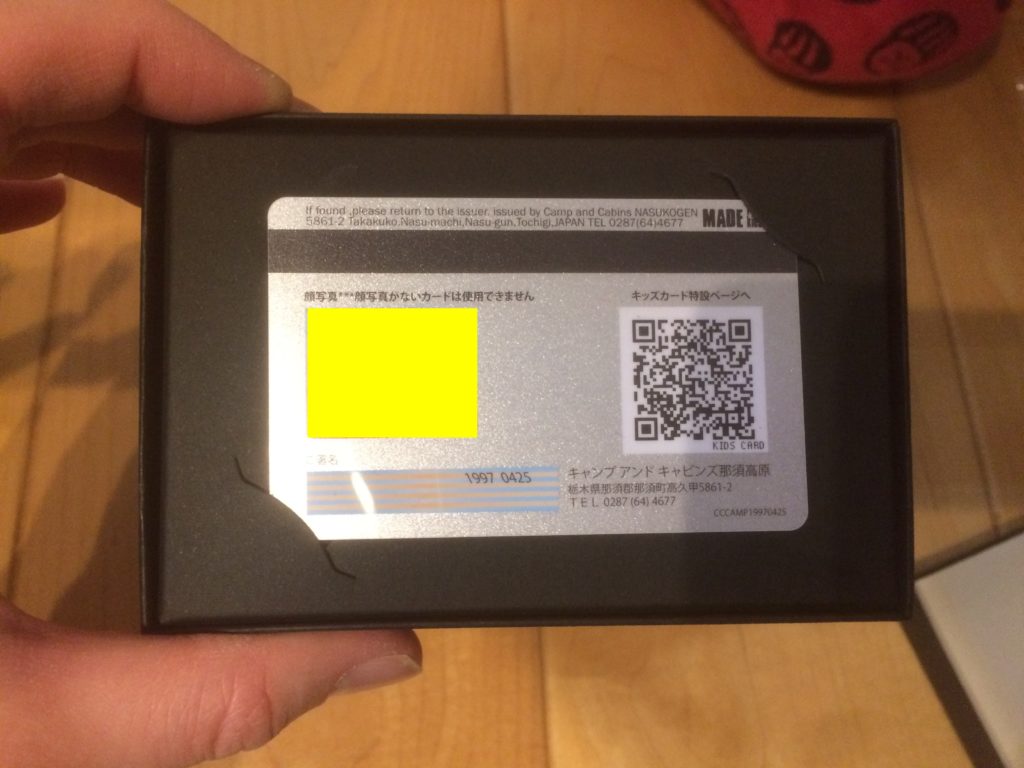 If found ,please return to the issuer. issued by Camp and Cabins NASUKOGEN
5861-2 Takakuko,Nasu-machi,Nasu-gun,Tochigi,JAPAN TEL 0287(64)4677
MADE
顔写真***顔写真がないカードは使用できません
キッズカード特設ページへ
KIDS CARD
ご署名
1997 0425
キャンプ アンド キャビンズ那須高原
栃木県那須郡那須町高久甲5861-2
TEL 0287 (64) 4677
CCCAMP19970425